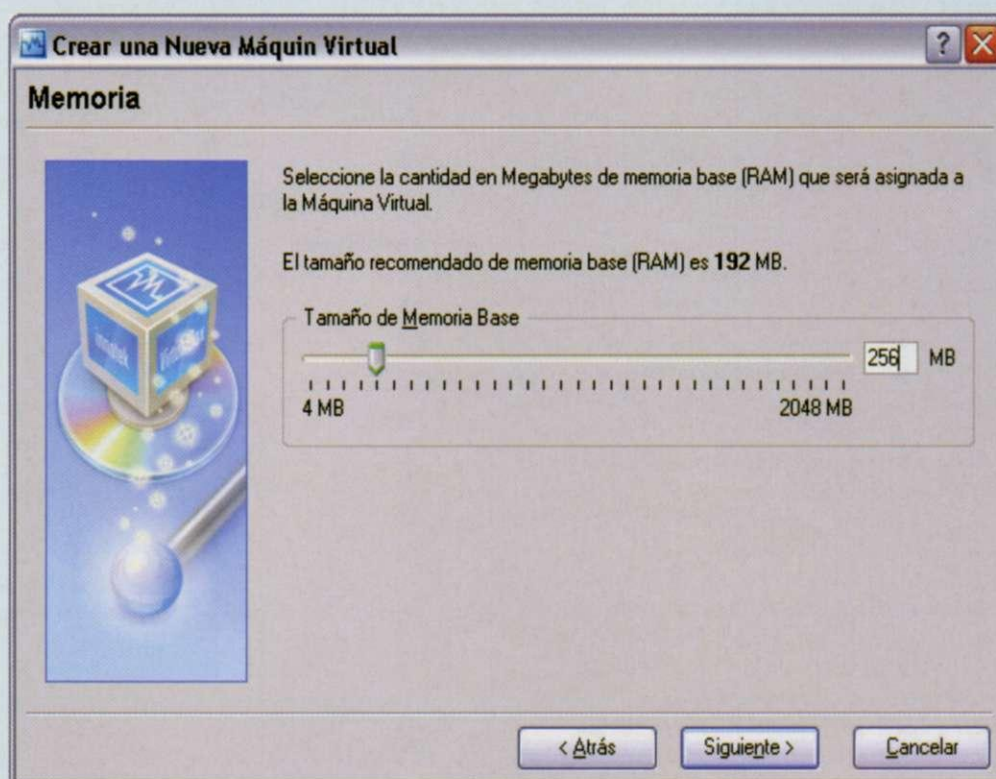 Crear una Nueva Máquin Virtual
Memoria
Seleccione la cantidad en Megabytes de memoria base (RAM) que será asignada a
la Máquina Virtual.
El tamaño recomendado de memoria base (RAM) es 192 MB.
innotek
VirtualBox
Tamaño de Memoria Base
256 MB
4 MB 2048 MB
< Atrás Siguiente > Cancelar